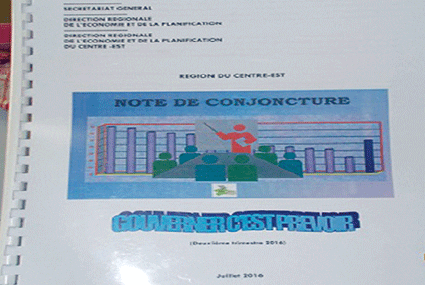 SECRETARIAT GENERAL
DIRECTION REGIONALE
DE L'ECONOMIE ET DE LA PLANIFICATION
DIRECTION REGIONALE
DE L'ECONOMIE ET DE LA PLANIFICATION
DU CENTRE -EST
REGION DU CENTRE-EST
NOTE DE CONJONCTURE
GOUVERNER C'EST PREVOIR
(Deuxième trimestre 2016)
Juillet 2016